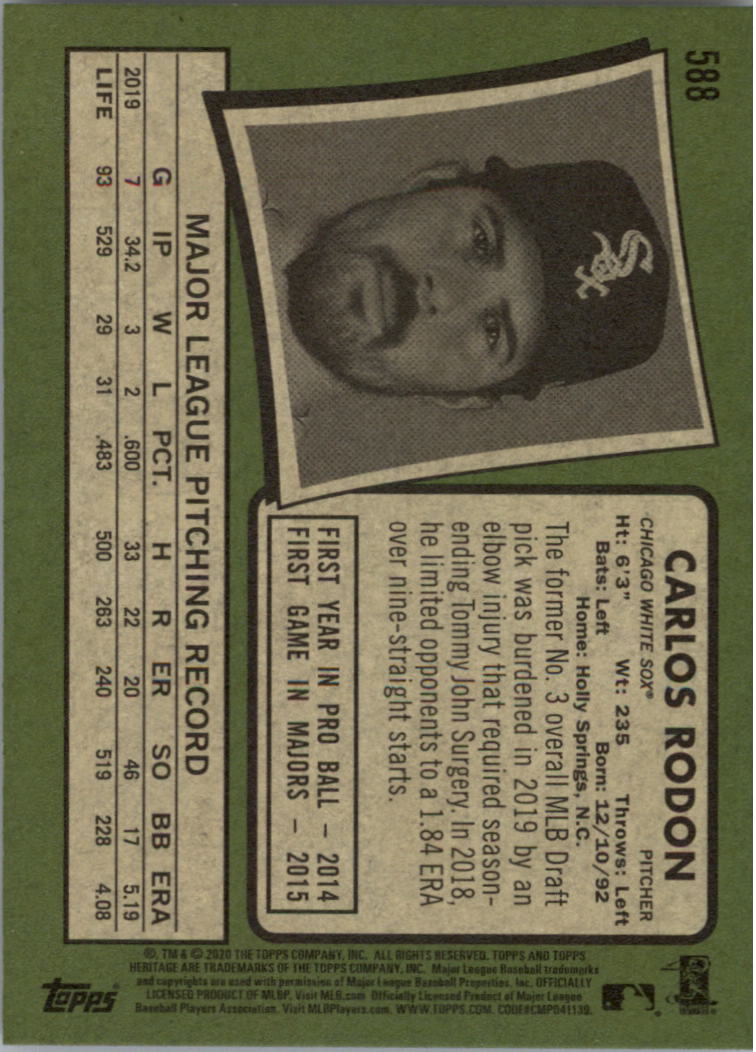 588
CARLOS RODON
CHICAGO WHITE SOX® PITCHER
Ht: 6'3" Wt: 235 Throws: Left
Bats: Left Born: 12/10/92
Home: Holly Springs, N.C.
The former No. 3 overall MLB Draft
pick was burdened in 2019 by an
elbow injury that required season-
ending Tommy John Surgery. In 2018,
he limited opponents to a 1.84 ERA
over nine-straight starts.
FIRST YEAR IN PRO BALL – 2014
FIRST GAME IN MAJORS – 2015
Sox
MAJOR LEAGUE PITCHING RECORD
G IP W L PCT. H R ER SO BB ERA
2019 7 34.2 3 2 .600 33 22 20 46 17 5.19
LIFE 93 529 29 31 .483 500 263 240 519 228 4.08
®, TM & © 2020 THE TOPPS COMPANY, INC. ALL RIGHTS RESERVED. TOPPS AND TOPPS
HERITAGE ARE TRADEMARKS OF THE TOPPS COMPANY, INC. Major League Baseball trademarks
and copyrights are used with permission of Major League Baseball Properties, Inc. OFFICIALLY
LICENSED PRODUCT OF MLBP. Visit MLB.com Officially Licensed Product of Major League
Baseball Players Association. Visit MLBPlayers.com. WWW.TOPPS.COM. CODE#CMP041139.
topps